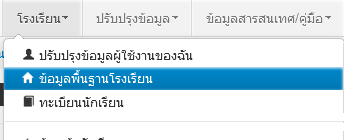 โรงเรียน ปรับปรุงข้อมูล ข้อมูลสารสนเทศ/คู่มือ
ปรับปรุงข้อมูลผู้ใช้งานของฉัน
ข้อมูลพื้นฐานโรงเรียน
ทะเบียนนักเรียน